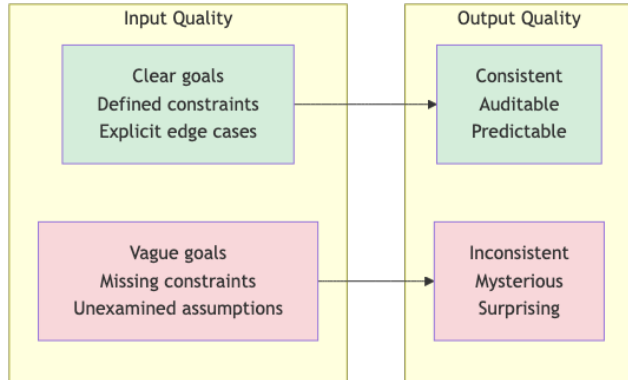 Input Quality
Clear goals
Defined constraints
Explicit edge cases
Vague goals
Missing constraints
Unexamined assumptions
Output Quality
Consistent
Auditable
Predictable
Inconsistent
Mysterious
Surprising